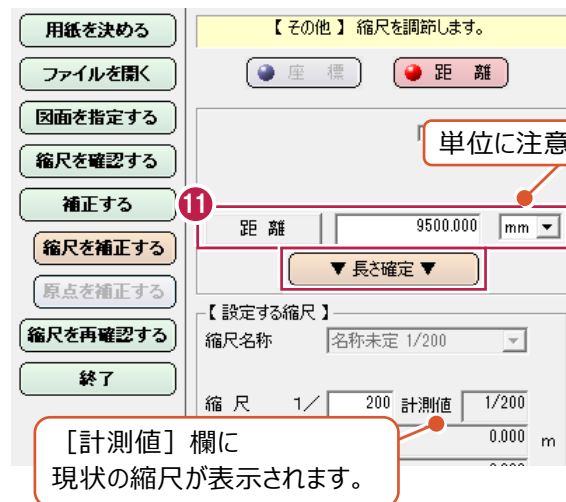 用紙を決める
ファイルを開く
図面を指定する
縮尺を確認する
補正する
縮尺を補正する
原点を補正する
縮尺を再確認する
終了
【 その他 】 縮尺を調節します。
座 標
距 離
単位に注意
11
距 離 9500.000 mm
▼ 長さ確定 ▼
【 設定する縮尺 】
縮尺名称 名称未定 1/200
縮 尺 1/ 200 計測値 1/200
0.000 m
［計測値］欄に
現状の縮尺が表示されます。